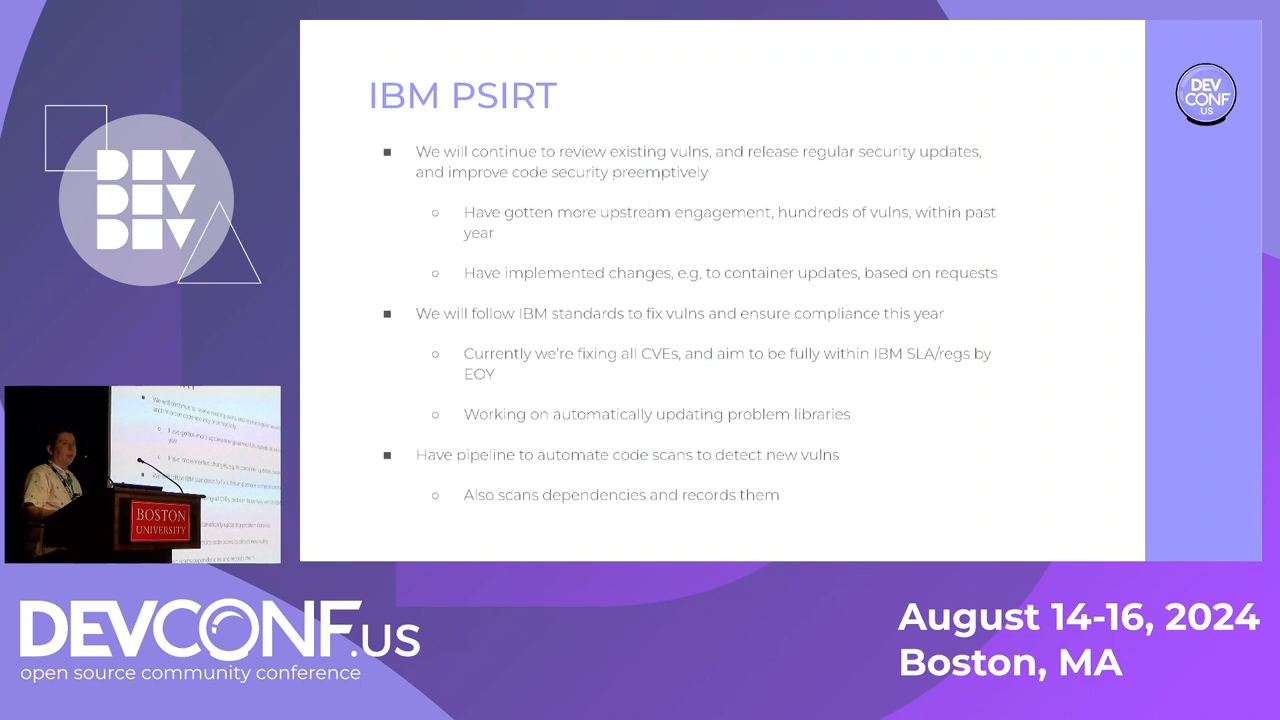 IBM PSIRT
We will continue to review existing vulns, and release regular security updates,
and improve code security preemptively
Have gotten more upstream engagement, hundreds of vulns, within past
year
Have implemented changes, e.g, to container updates, based on requests
We will follow IBM standards to fix vulns and ensure compliance this year
Currently we're fixing all CVEs, and aim to be fully within IBM SLA/regs by
EOY
Working on automatically updating problem libraries
Have pipeline to automate code scans to detect new vulns
Also scans dependencies and records them
DEV
CONF
.US
DEV
DEV
DEV
BOSTON
UNIVERSITY
DEVCONF.US
open source community conference
August 14-16, 2024
Boston, MA